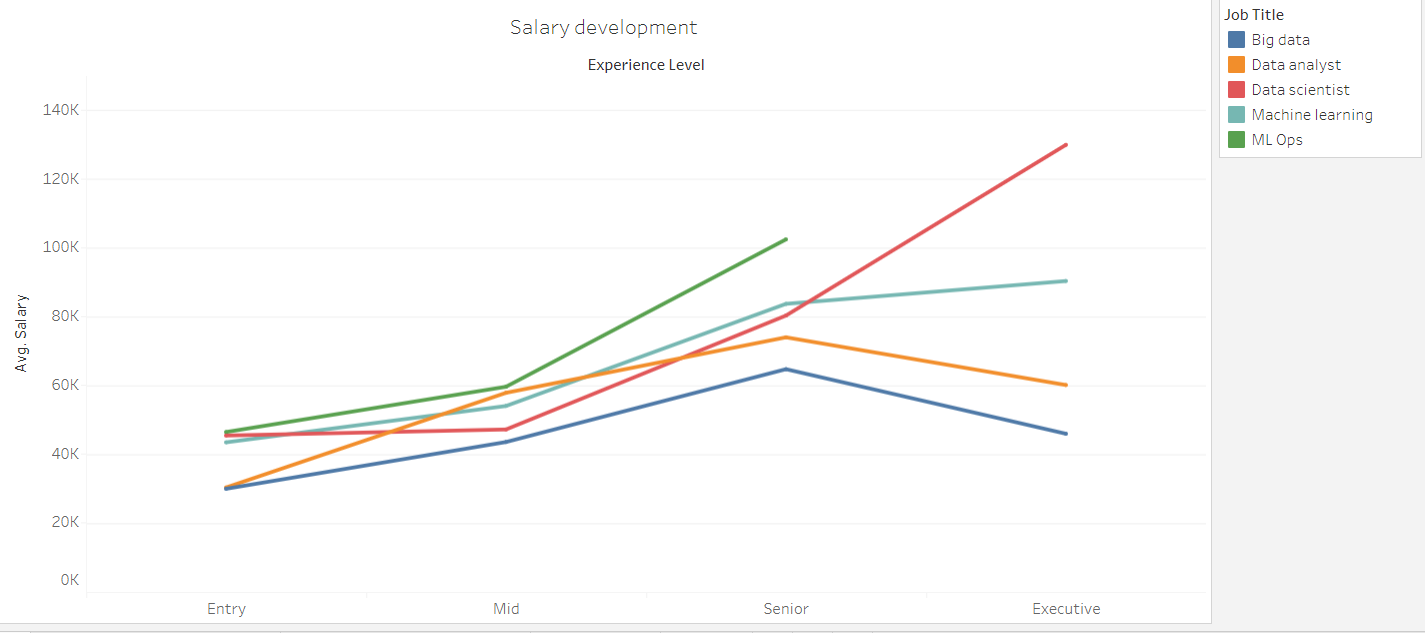 Salary development
Experience Level
140K
120K
100K
80K
60K
40K
20K
0K
Avg. Salary
Entry Mid Senior Executive
Job Title
Big data
Data analyst
Data scientist
Machine learning
ML Ops